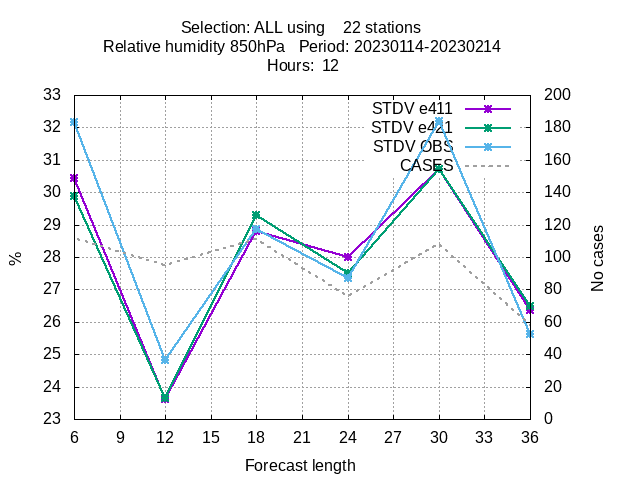 Selection: ALL using    22 stations
Relative humidity 850hPa   Period: 20230114-20230214
Hours:  12
33 200
STDV e411
32 STDV e421 180
STDV OBS
31 CASES 160
30 140
29 120
28 100
27 80
26 60
25 40
24 20
23 0
%
No cases
6 9 12 15 18 21 24 27 30 33 36
Forecast length